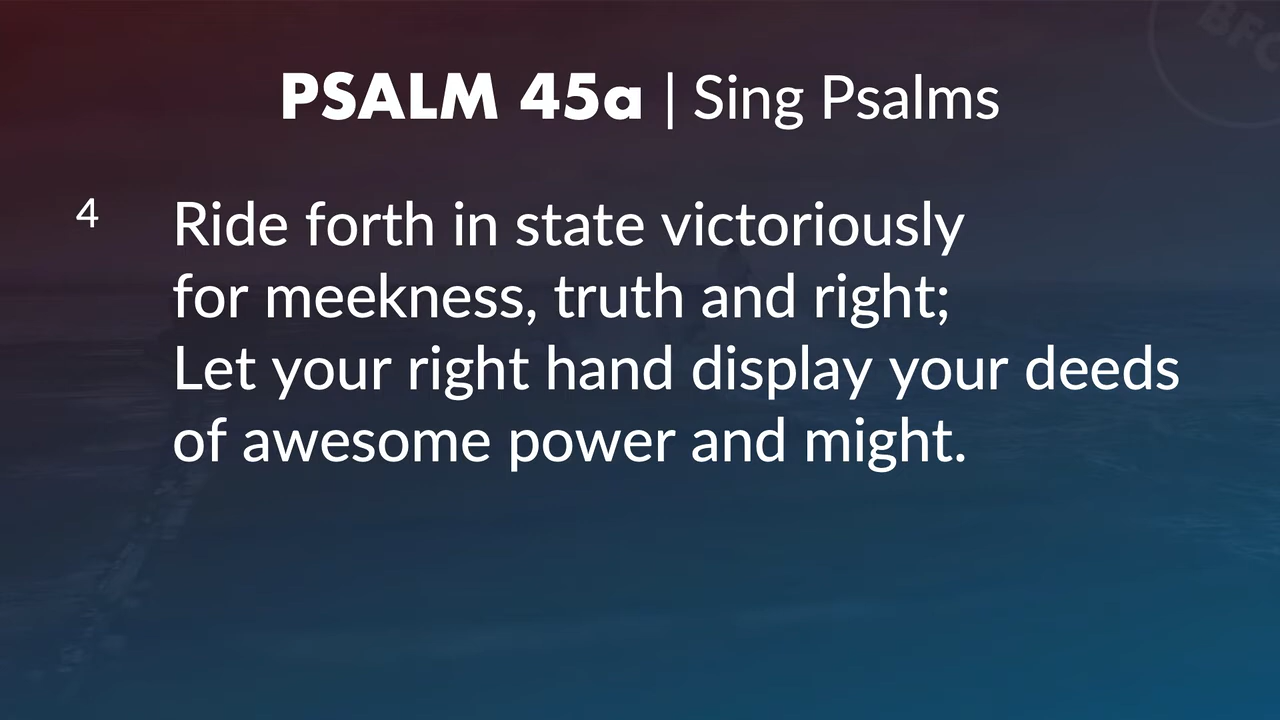 PSALM 45a | Sing Psalms
4 Ride forth in state victoriously
for meekness, truth and right;
Let your right hand display your deeds
of awesome power and might.